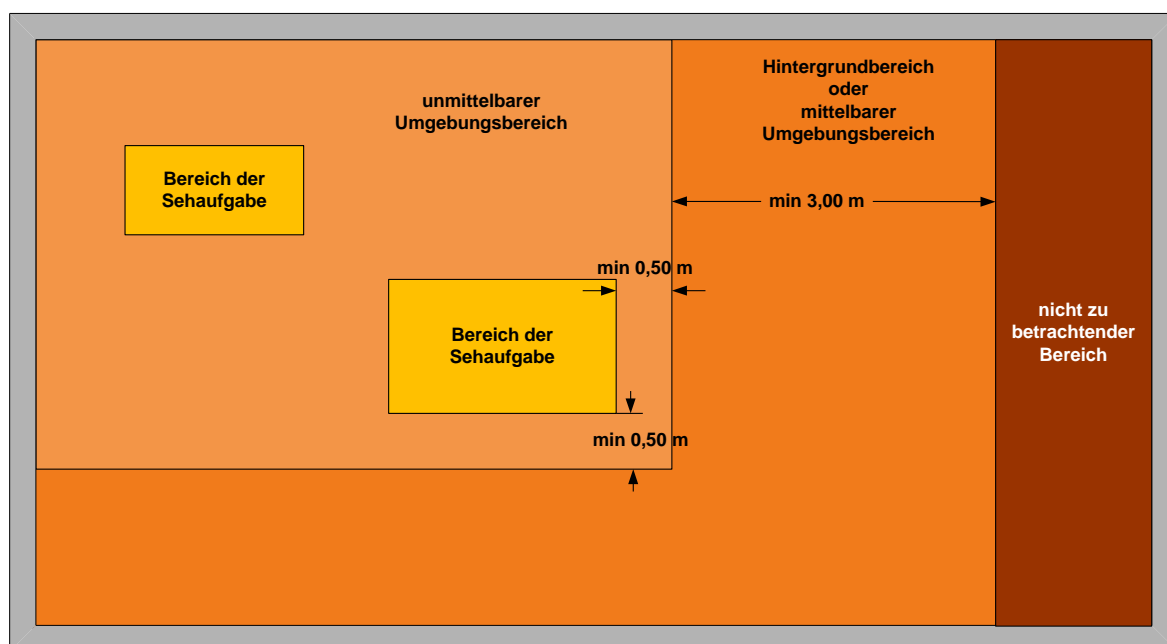 unmittelbarer
Umgebungsbereich
Hintergrundbereich
oder
mittelbarer
Umgebungsbereich
Bereich der
Sehaufgabe
min 3,00 m
min 0,50 m
Bereich der
Sehaufgabe
min 0,50 m
nicht zu
betrachtender
Bereich